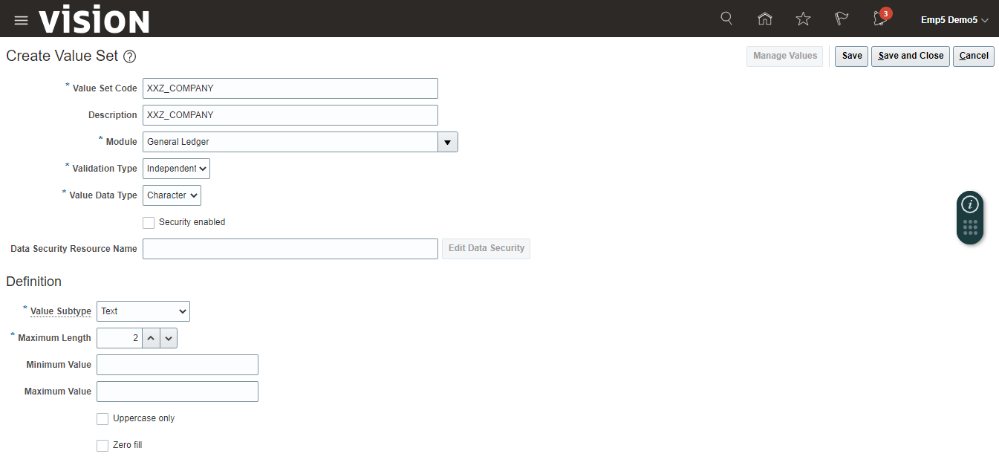 vision
3
Emp5 Demo5
Create Value Set ?
Manage Values Save Save and Close Cancel
* Value Set Code XXZ_COMPANY
Description XXZ_COMPANY
* Module General Ledger
* Validation Type Independent
* Value Data Type Character
Security enabled
Data Security Resource Name Edit Data Security
i
Definition
* Value Subtype Text
* Maximum Length 2
Minimum Value
Maximum Value
Uppercase only
Zero fill